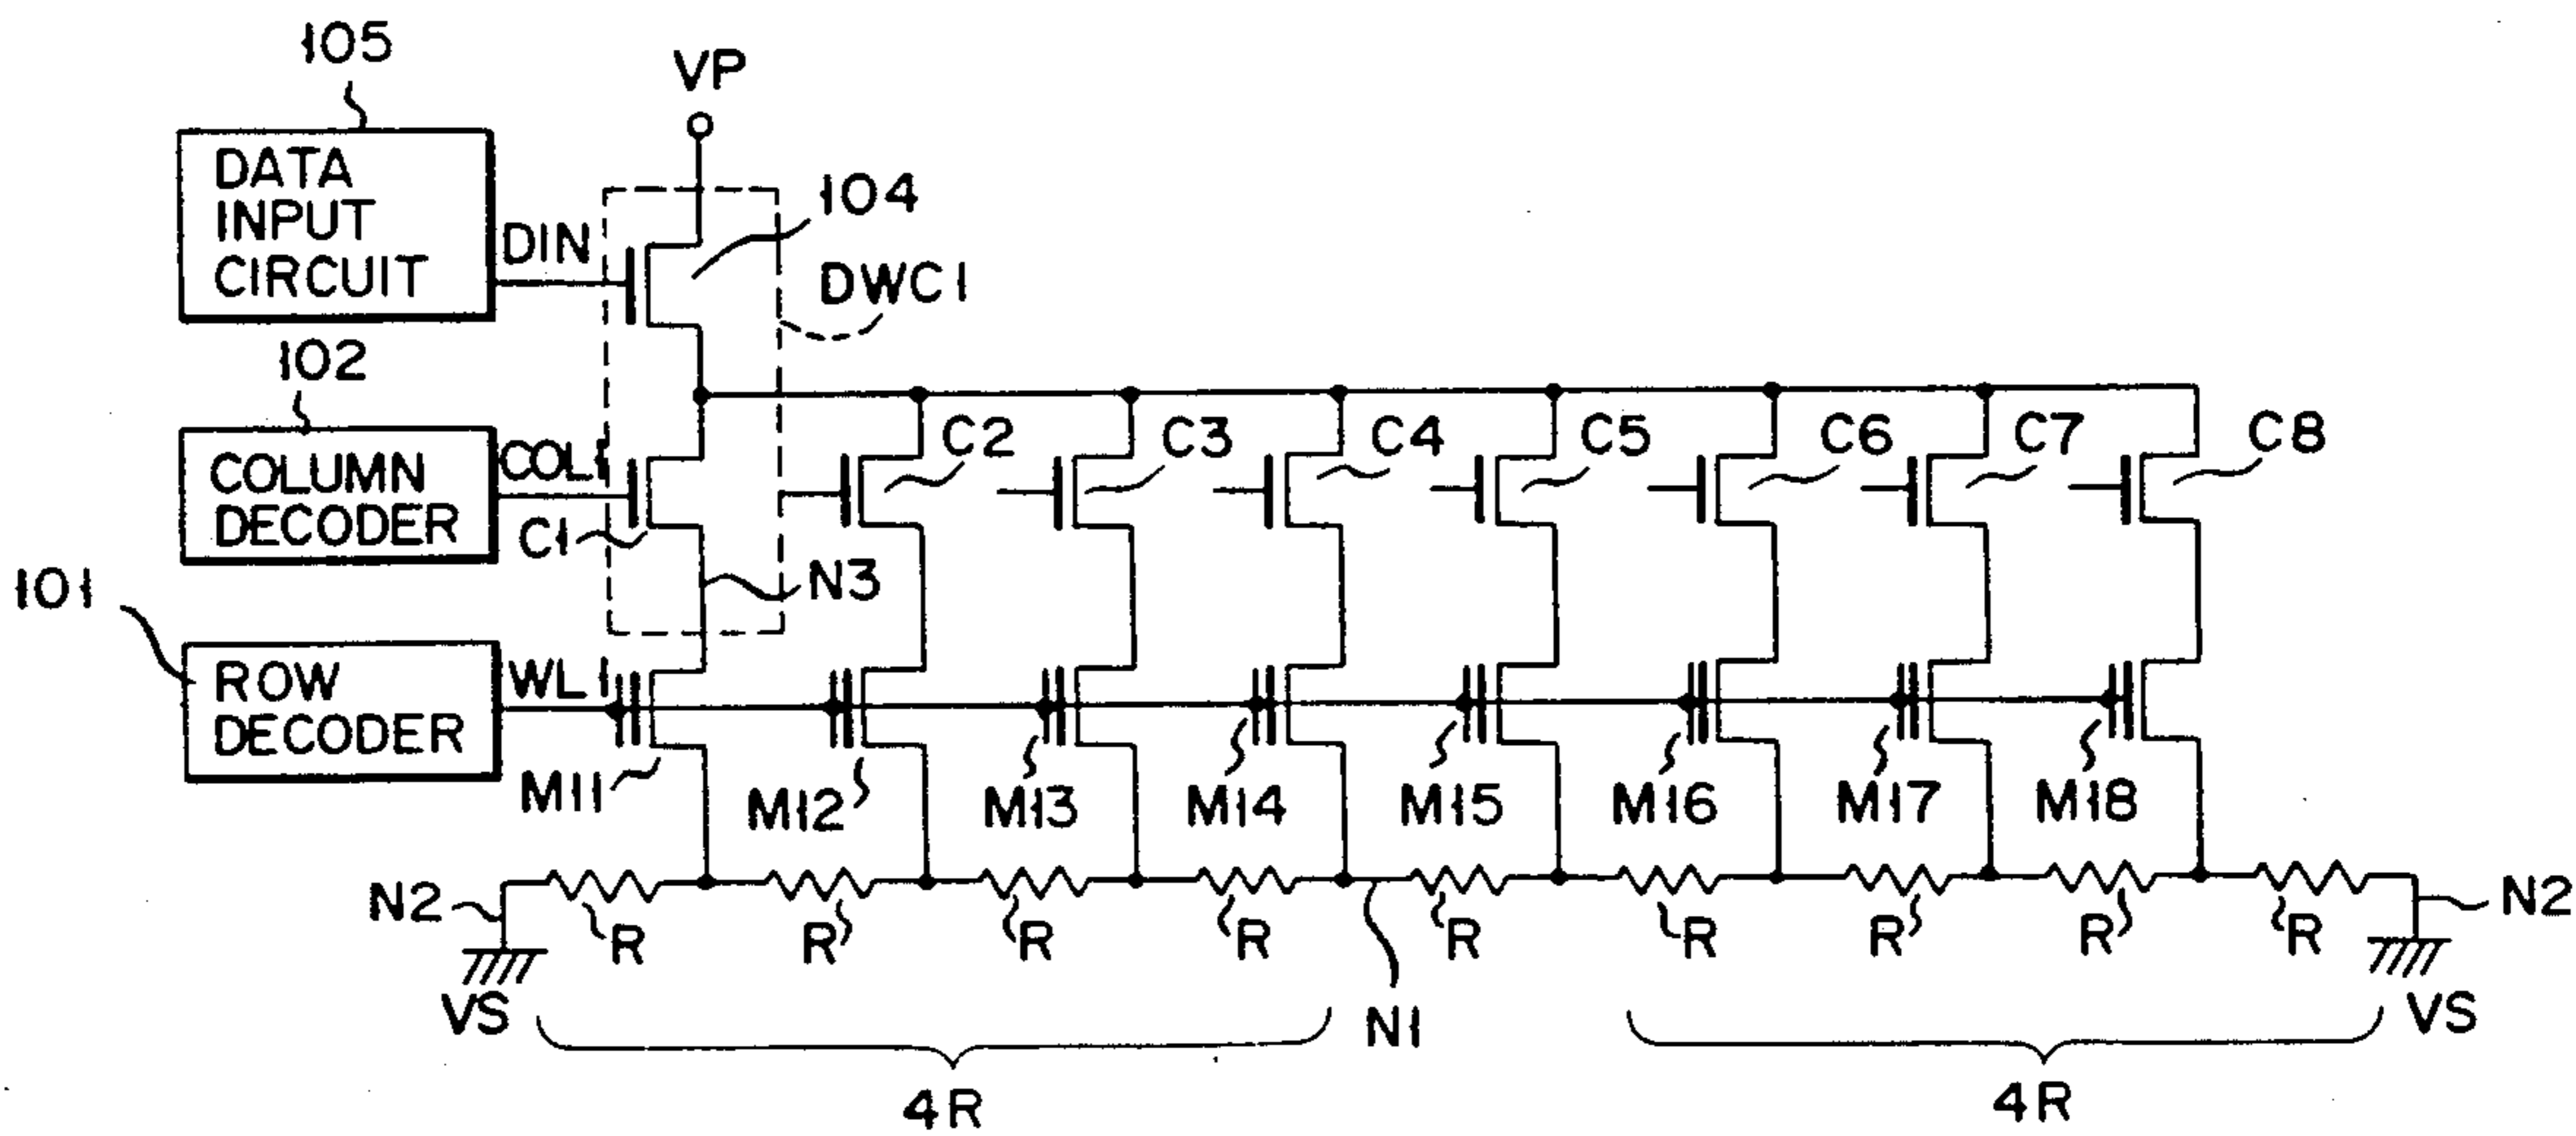 105
VP
DATA
INPUT
CIRCUIT
DIN
104
DWC1
102
COLUMN
DECODER
COL1
C1
C2
C3
C4
C5
C6
C7
C8
N3
101
ROW
DECODER
WL1
M11
M12
M13
M14
M15
M16
M17
M18
N2
R
R
R
R
R
R
R
R
R
N2
VS
N1
VS
4R
4R